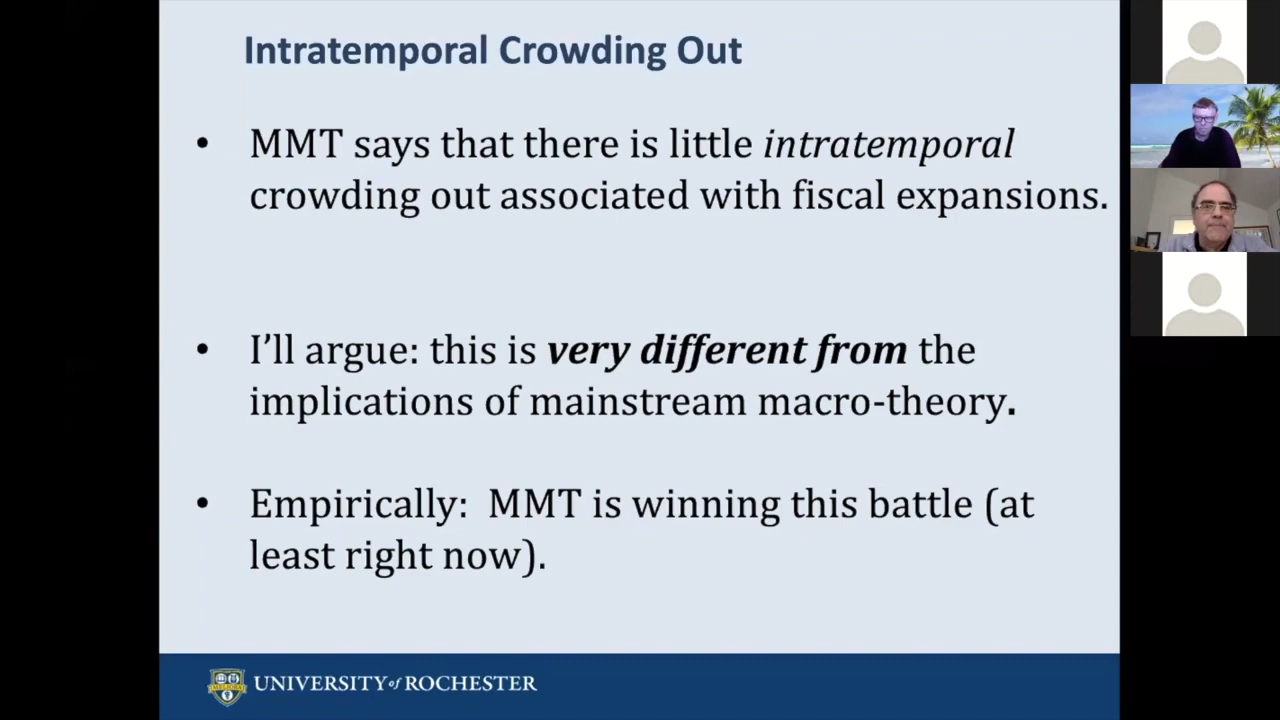 Intratemporal Crowding Out
• MMT says that there is little intratemporal
crowding out associated with fiscal expansions.
• I’ll argue: this is very different from the
implications of mainstream macro-theory.
• Empirically:  MMT is winning this battle (at
least right now).
MELIORA
UNIVERSITY of ROCHESTER